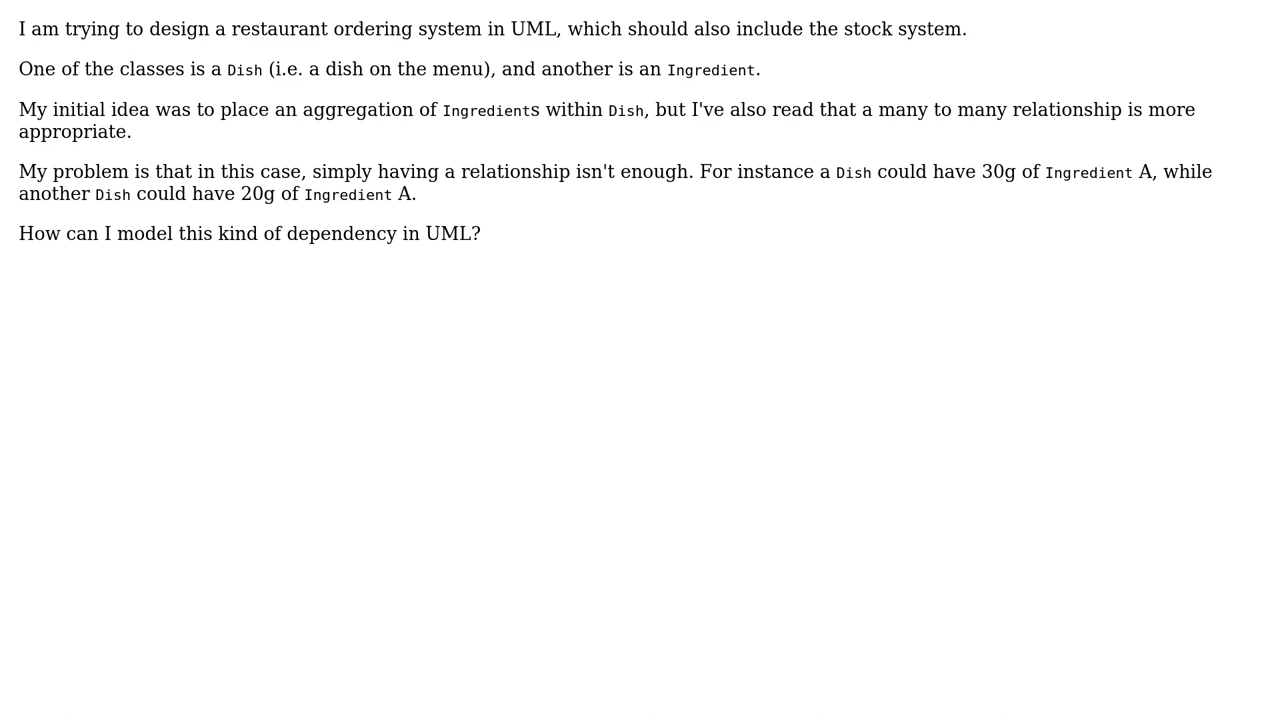 I am trying to design a restaurant ordering system in UML, which should also include the stock system.
One of the classes is a Dish (i.e. a dish on the menu), and another is an Ingredient.
My initial idea was to place an aggregation of Ingredients within Dish, but I've also read that a many to many relationship is more
appropriate.
My problem is that in this case, simply having a relationship isn't enough. For instance a Dish could have 30g of Ingredient A, while
another Dish could have 20g of Ingredient A.
How can I model this kind of dependency in UML?